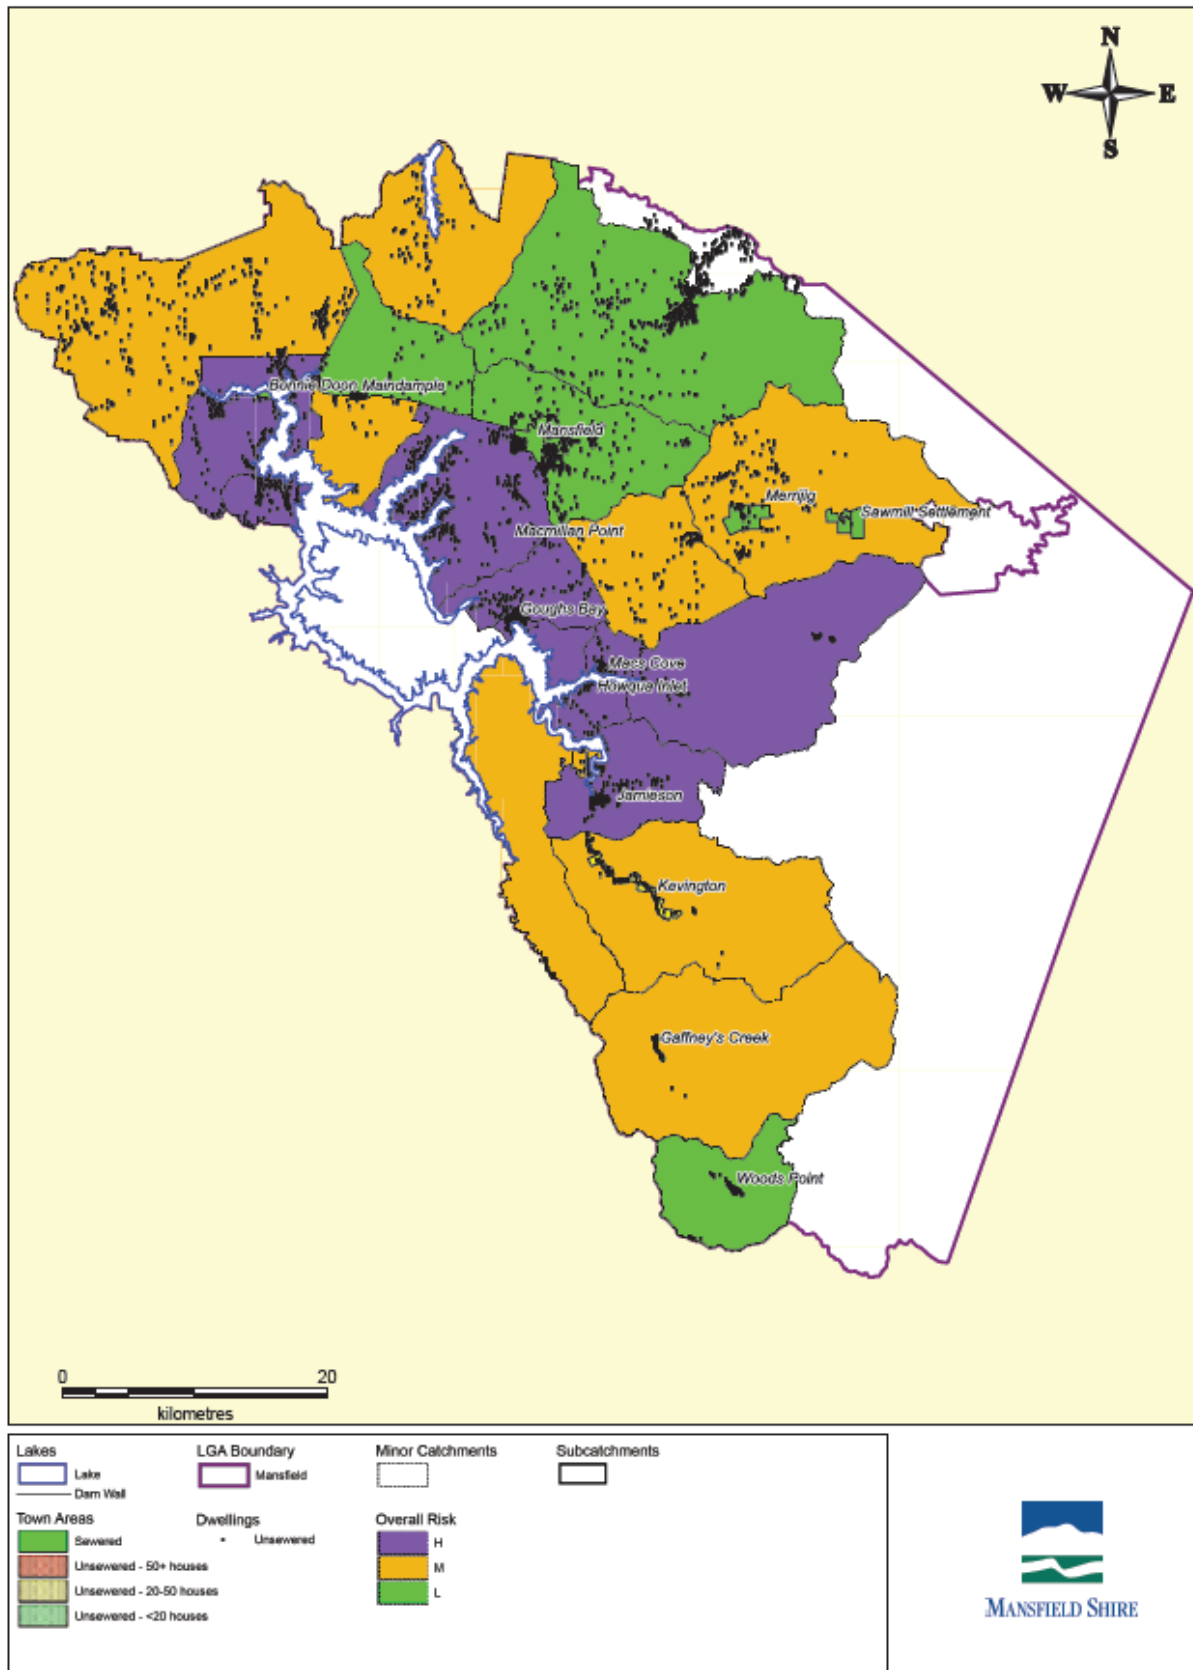 N
W E
S
Bonnie Doon Maindample
Mansfield
Merrijig
Sawmill Settlement
Macmillan Point
Goughs Bay
Macs Cove
Howqua Inlet
Jamieson
Kevington
Gaffney's Creek
Woods Point
0 20
kilometres
Lakes LGA Boundary Minor Catchments Subcatchments
Lake Mansfield
Dam Wall
Town Areas Dwellings Overall Risk
Sewered Unsewered H
Unsewered - 50+ houses M
Unsewered - 20-50 houses L
Unsewered - <20 houses
MANSFIELD SHIRE